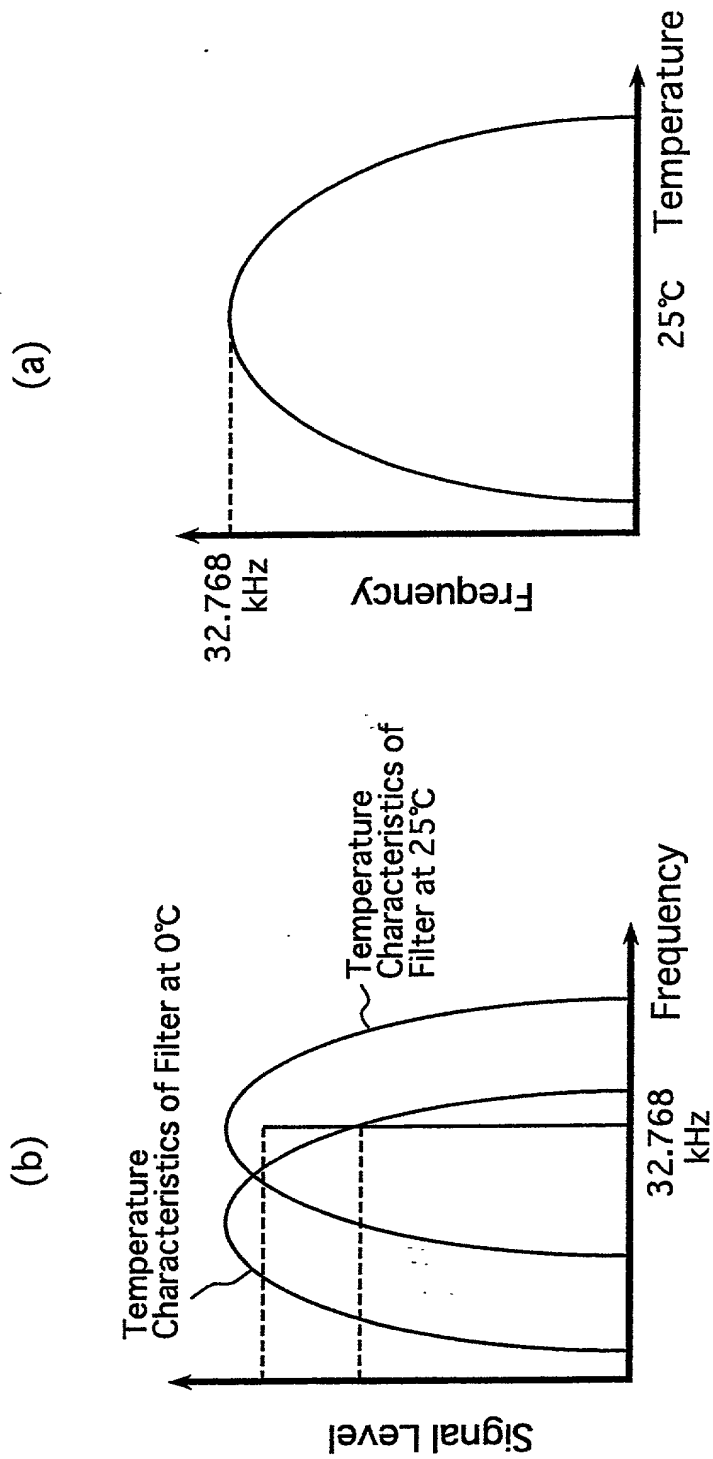 (a)
32.768
kHz
Frequency
25℃
Temperature
(b)
Temperature
Characteristics of Filter at 0℃
Temperature
Characteristics of
Filter at 25℃
Signal Level
32.768
kHz
Frequency